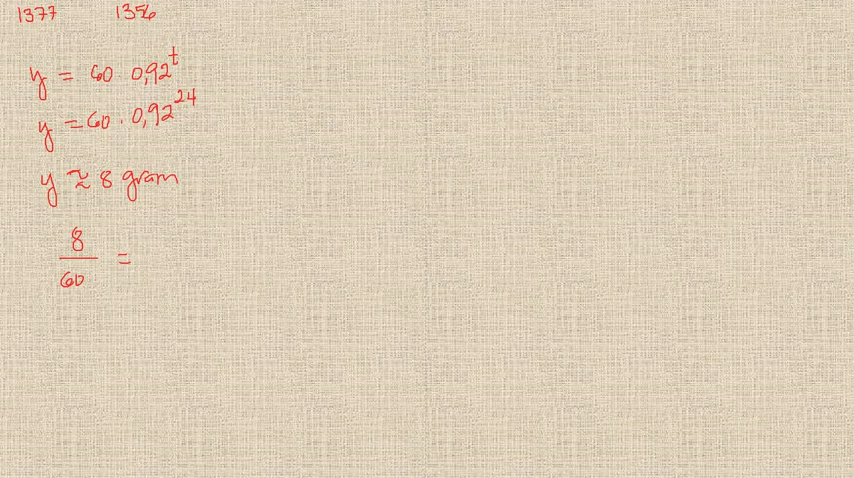 1377 1356
y = 60 · 0,92^t
y = 60 · 0,92^24
y ≈ 8 gram
8/60 =